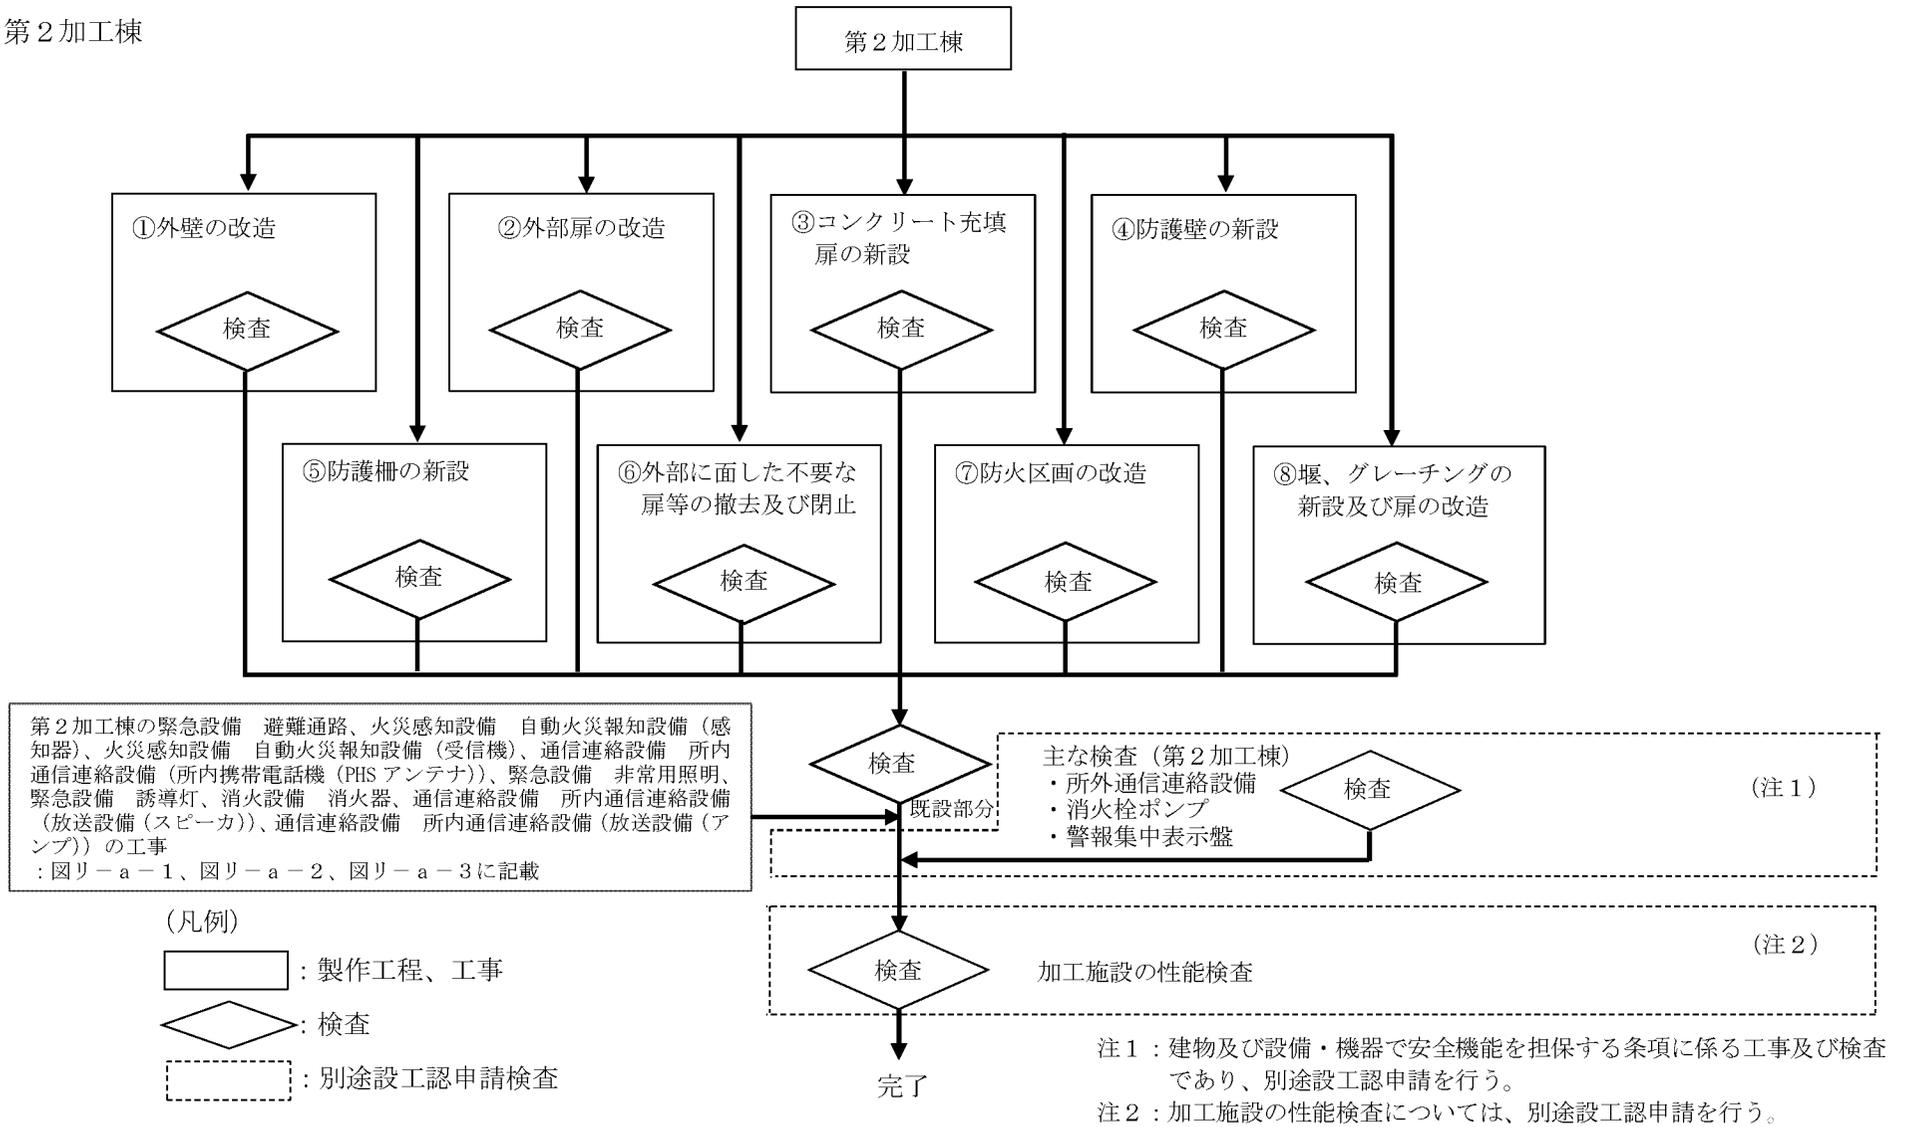 第２加工棟
第２加工棟
①外壁の改造
検査
②外部扉の改造
検査
③コンクリート充填
扉の新設
検査
④防護壁の新設
検査
⑤防護柵の新設
検査
⑥外部に面した不要な
扉等の撤去及び閉止
検査
⑦防火区画の改造
検査
⑧堰、グレーチングの
新設及び扉の改造
検査
第２加工棟の緊急設備　避難通路、火災感知設備　自動火災報知設備（感
知器）、火災感知設備　自動火災報知設備（受信機）、通信連絡設備　所内
通信連絡設備（所内携帯電話機（PHS アンテナ））、緊急設備　非常用照明、
緊急設備　誘導灯、消火設備　消火器、通信連絡設備　所内通信連絡設備
（放送設備（スピーカ））、通信連絡設備　所内通信連絡設備（放送設備（ア
ンプ））の工事
：図リ－ａ－１、図リ－ａ－２、図リ－ａ－３に記載
検査
既設部分
主な検査（第２加工棟）
・所外通信連絡設備
・消火栓ポンプ
・警報集中表示盤
検査
（注１）
検査
加工施設の性能検査
（注２）
完了
（凡例）
：製作工程、工事
：検査
：別途設工認申請検査
注１：建物及び設備・機器で安全機能を担保する条項に係る工事及び検査
であり、別途設工認申請を行う。
注２：加工施設の性能検査については、別途設工認申請を行う。